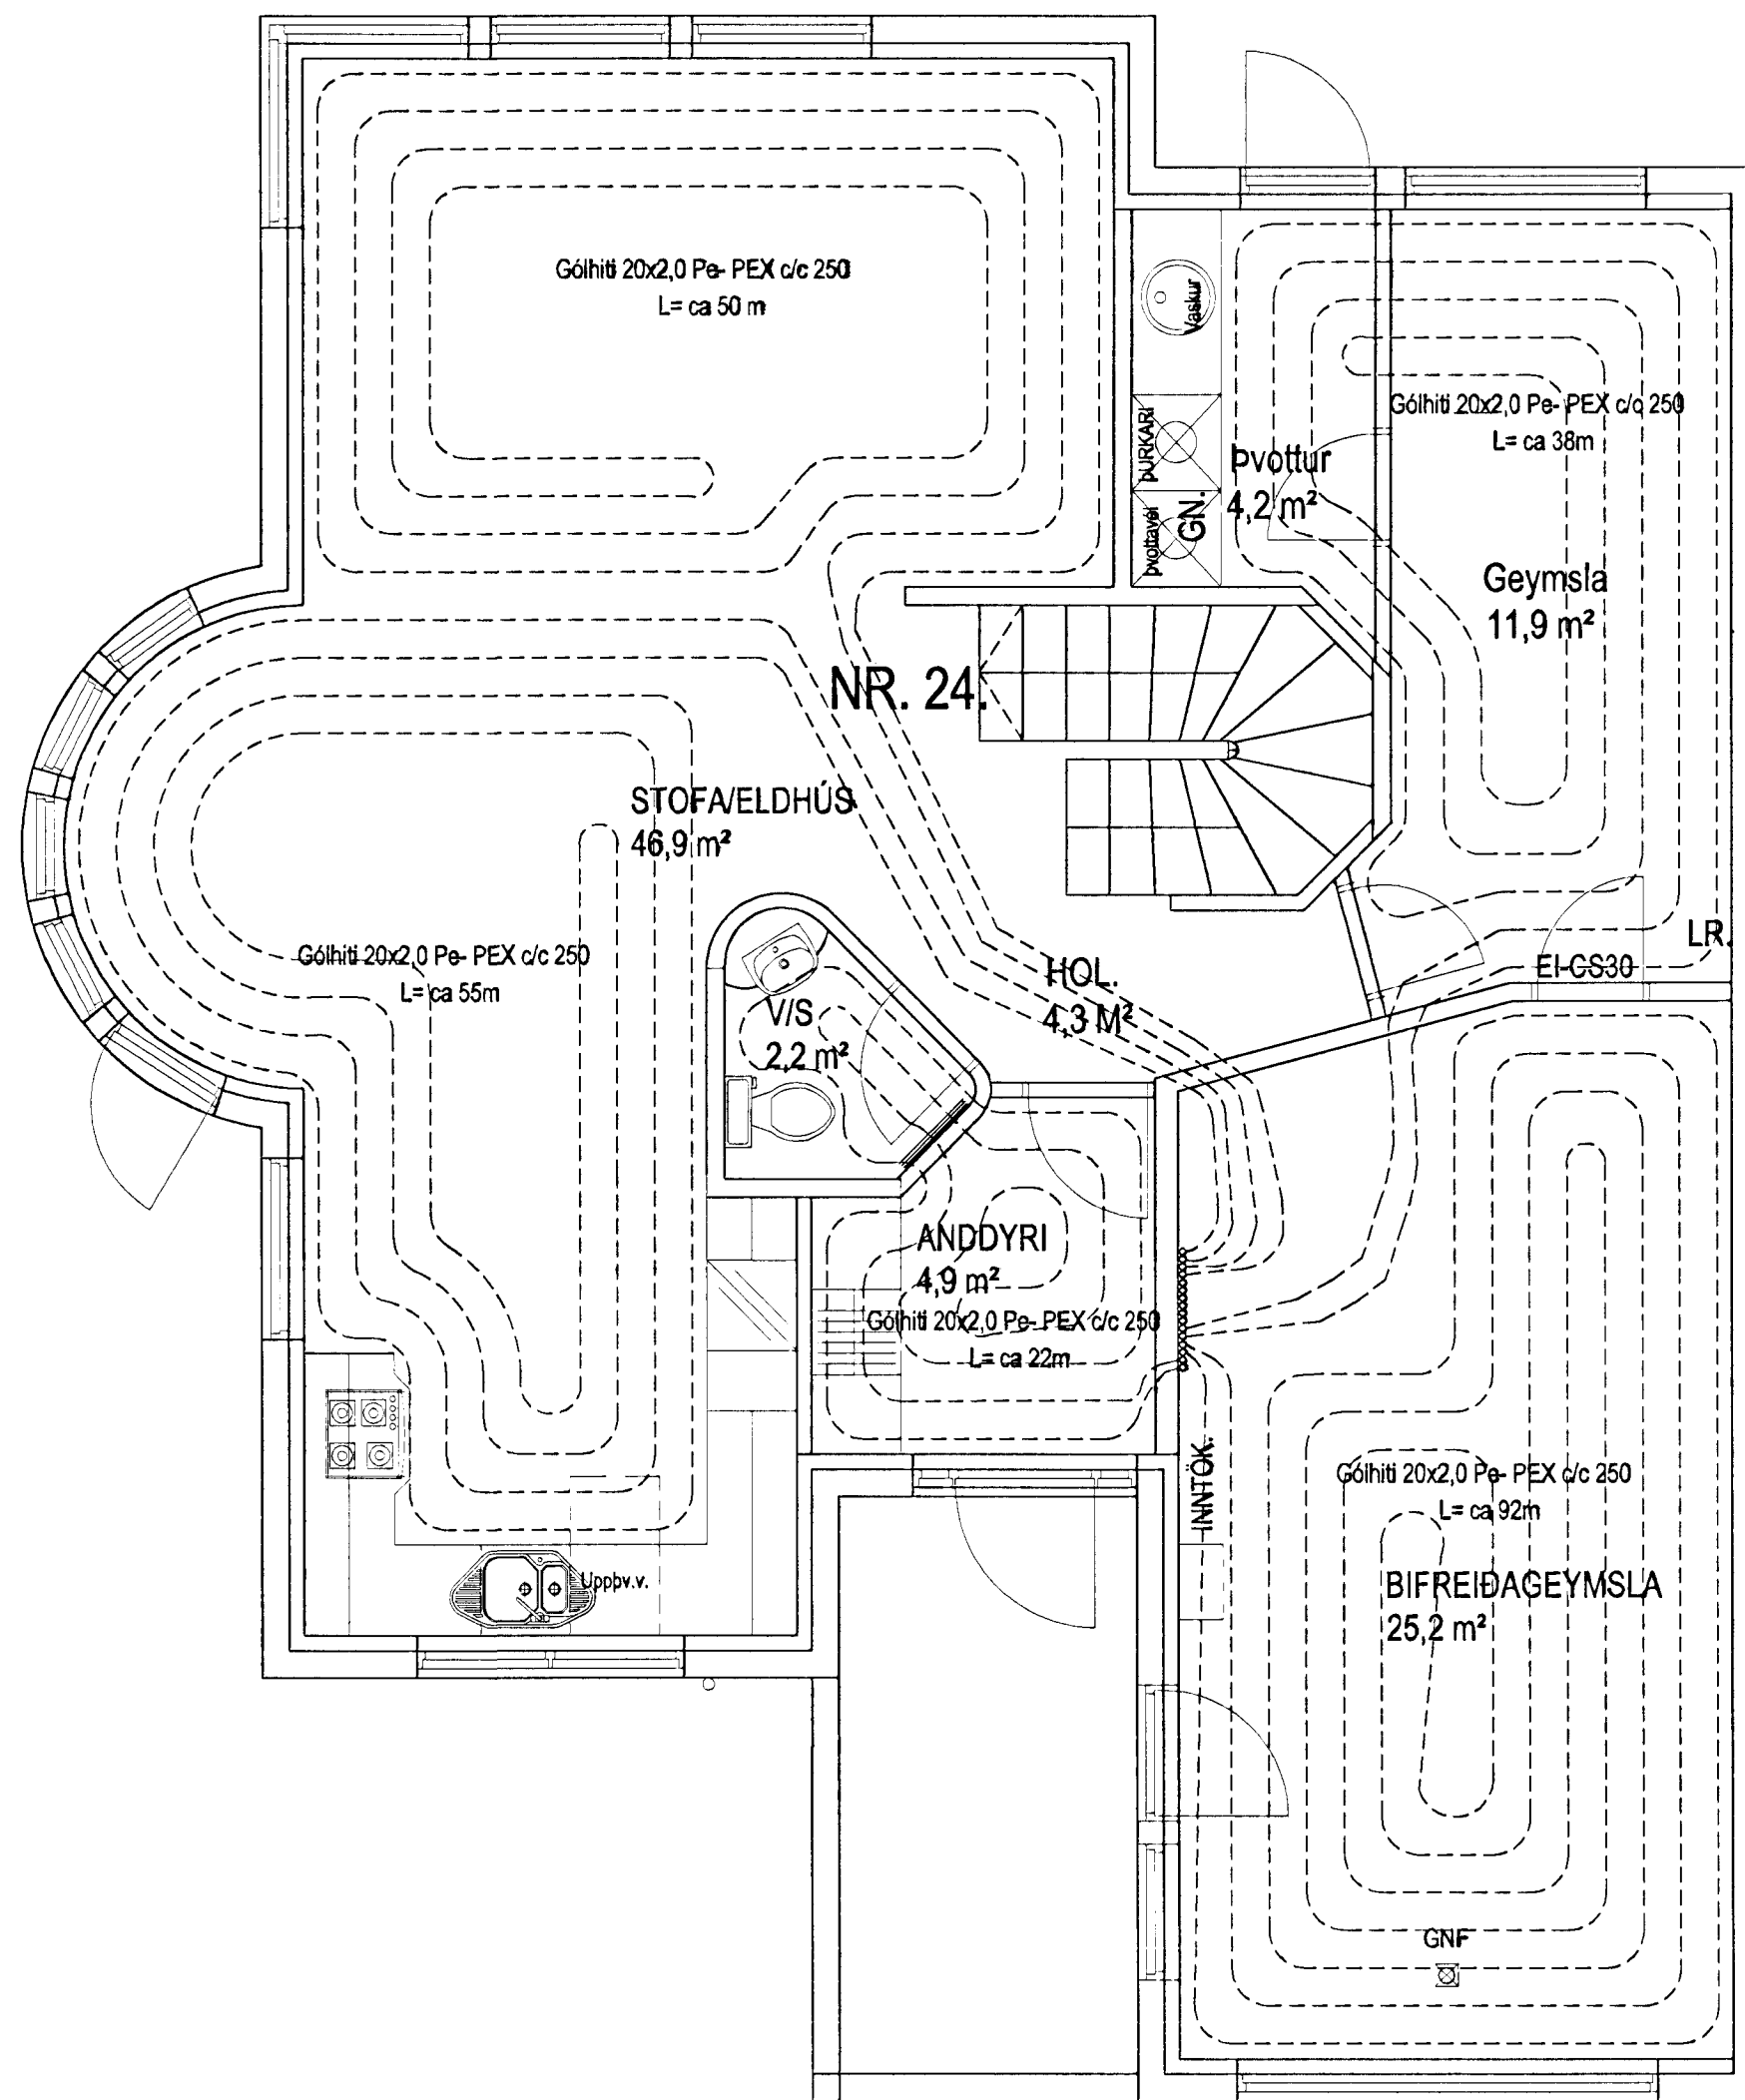 Gólhiti 20x2,0 Pe- PEX c/c 250
L= ca 50 m
Vaskur
ÞURKARI
Þvottavél
GN.
Þvottur
4,2 m²
Gólhiti 20x2,0 Pe- PEX c/c 250
L= ca 38m
Geymsla
11,9 m²
NR. 24.
STOFA/ELDHÚS
46,9 m²
Gólhiti 20x2,0 Pe- PEX c/c 250
L= ca 55m
V/S
2,2 m²
HOL.
4,3 M²
LR.
EI-CS30
ANDDYRI
4,9 m²
Gólhiti 20x2,0 Pe- PEX c/c 250
L= ca 22m
INNTÖK.
Gólhiti 20x2,0 Pe- PEX c/c 250
L= ca 92m
BIFREIÐAGEYMSLA
25,2 m²
Uppþv.v.
GNF